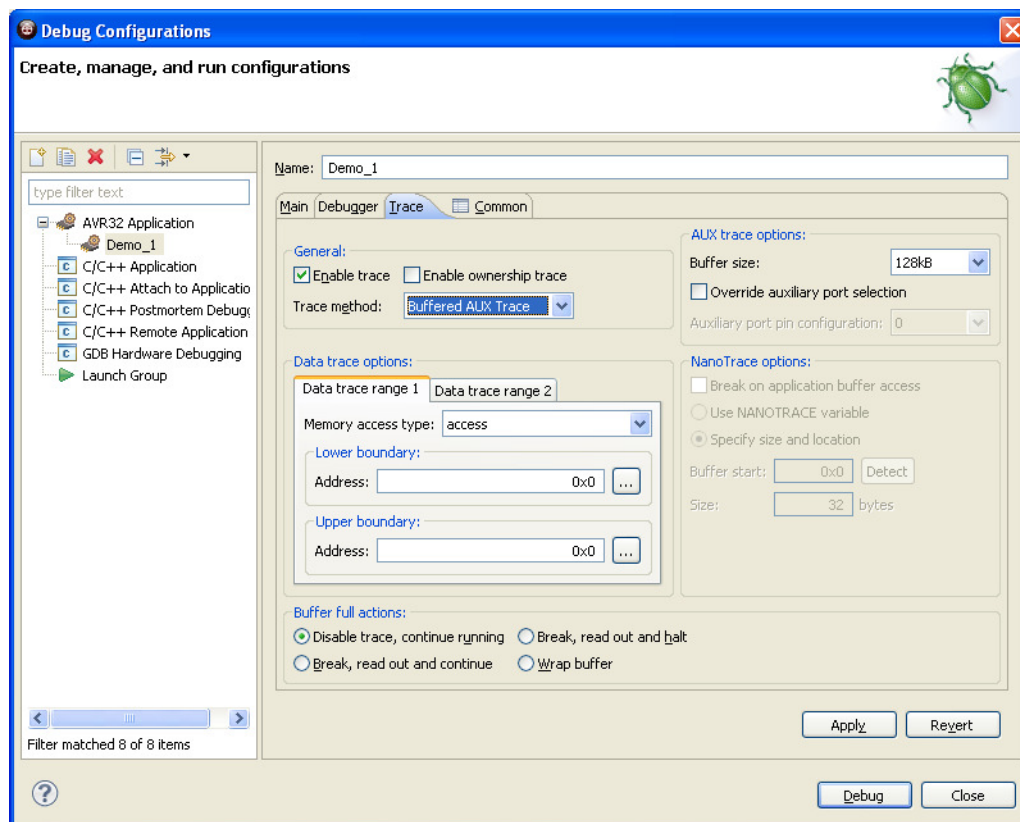 Debug Configurations
Create, manage, and run configurations
type filter text
AVR32 Application
Demo_1
C/C++ Application
C/C++ Attach to Applicatio
C/C++ Postmortem Debugg
C/C++ Remote Application
GDB Hardware Debugging
Launch Group
Filter matched 8 of 8 items
Name: Demo_1
Main Debugger Trace Common
General:
Enable trace Enable ownership trace
Trace method: Buffered AUX Trace
AUX trace options:
Buffer size: 128kB
Override auxiliary port selection
Auxiliary port pin configuration: 0
Data trace options:
Data trace range 1 Data trace range 2
Memory access type: access
Lower boundary:
Address: 0x0 ...
Upper boundary:
Address: 0x0 ...
NanoTrace options:
Break on application buffer access
Use NANOTRACE variable
Specify size and location
Buffer start: 0x0 Detect
Size: 32 bytes
Buffer full actions:
Disable trace, continue running Break, read out and halt
Break, read out and continue Wrap buffer
Apply Revert
? Debug Close